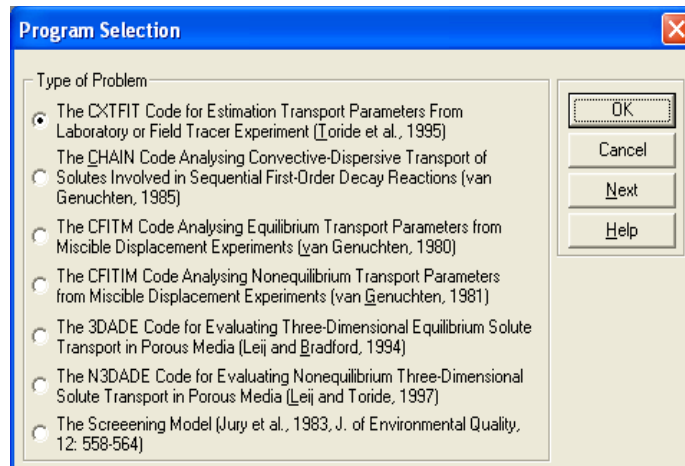 Program Selection
Type of Problem
The CXTFIT Code for Estimation Transport Parameters From
Laboratory or Field Tracer Experiment (Toride et al., 1995)
The CHAIN Code Analysing Convective-Dispersive Transport of
Solutes Involved in Sequential First-Order Decay Reactions (van
Genuchten, 1985)
The CFITM Code Analysing Equilibrium Transport Parameters from
Miscible Displacement Experiments (van Genuchten, 1980)
The CFITIM Code Analysing Nonequilibrium Transport Parameters
from Miscible Displacement Experiments (van Genuchten, 1981)
The 3DADE Code for Evaluating Three-Dimensional Equilibrium Solute
Transport in Porous Media (Leij and Bradford, 1994)
The N3DADE Code for Evaluating Nonequilibrium Three-Dimensional
Solute Transport in Porous Media (Leij and Toride, 1997)
The Screeening Model (Jury et al., 1983, J. of Environmental Quality,
12: 558-564)
OK
Cancel
Next
Help